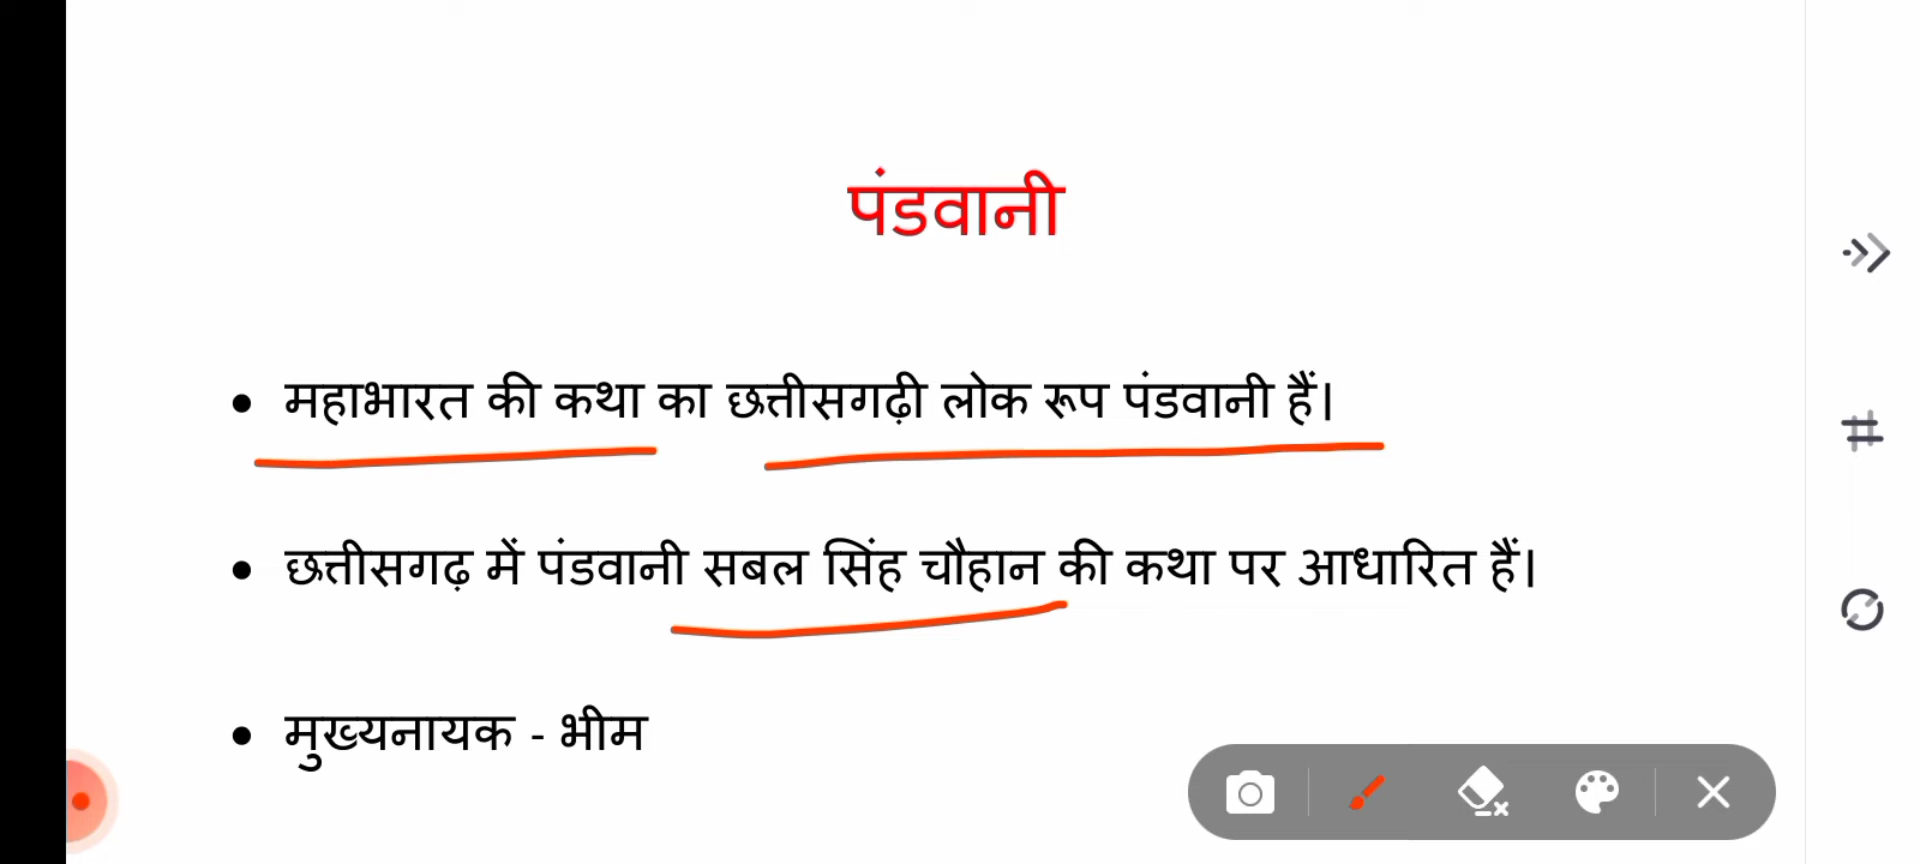 पंडवानी
• महाभारत की कथा का छत्तीसगढ़ी लोक रूप पंडवानी हैं।
• छत्तीसगढ़ में पंडवानी सबल सिंह चौहान की कथा पर आधारित हैं।
• मुख्यनायक - भीम